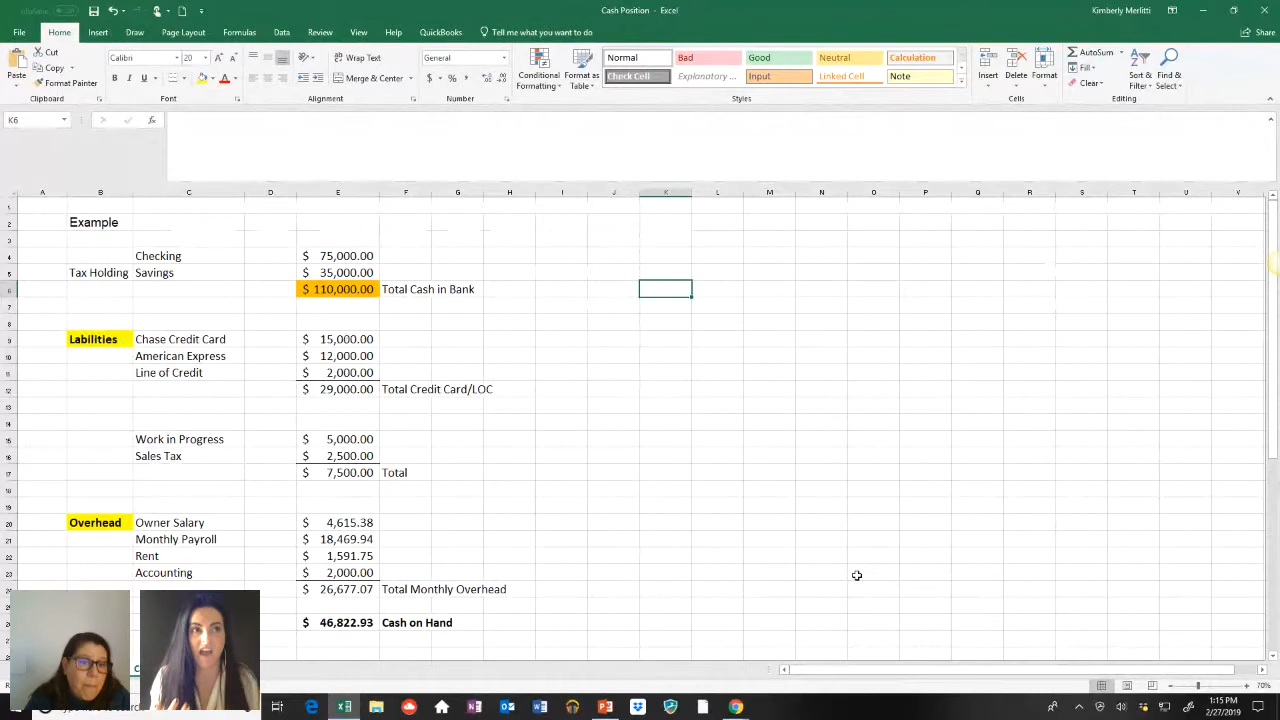 Cash Position - Excel
Kimberly Merlitti
File Home Insert Draw Page Layout Formulas Data Review View Help QuickBooks Tell me what you want to do Share
Cut
Copy
Format Painter
Paste
Clipboard
Calibri 20
Font
Wrap Text
Merge & Center
Alignment
General
Number
Conditional Formatting
Format as Table
Normal Bad Good Neutral Calculation
Check Cell Explanatory ... Input Linked Cell Note
Styles
Insert Delete Format
Cells
AutoSum
Clear
Sort & Filter
Find & Select
Editing
K6
A B C D E F G H I J K L M N O P Q R S T U V
Example
Checking $ 75,000.00
Tax Holding Savings $ 35,000.00
$ 110,000.00 Total Cash in Bank
Labilities Chase Credit Card $ 15,000.00
American Express $ 12,000.00
Line of Credit $ 2,000.00
$ 29,000.00 Total Credit Card/LOC
Work in Progress $ 5,000.00
Sales Tax $ 2,500.00
$ 7,500.00 Total
Overhead Owner Salary $ 4,615.38
Monthly Payroll $ 18,469.94
Rent $ 1,591.75
Accounting $ 2,000.00
$ 26,677.07 Total Monthly Overhead
$ 46,822.93 Cash on Hand
70%
1:15 PM
2/27/2019